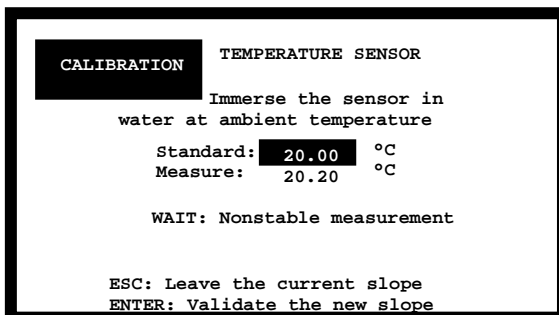 CALIBRATION
TEMPERATURE SENSOR
Immerse the sensor in
water at ambient temperature
Standard: 20.00 °C
Measure: 20.20 °C
WAIT: Nonstable measurement
ESC: Leave the current slope
ENTER: Validate the new slope